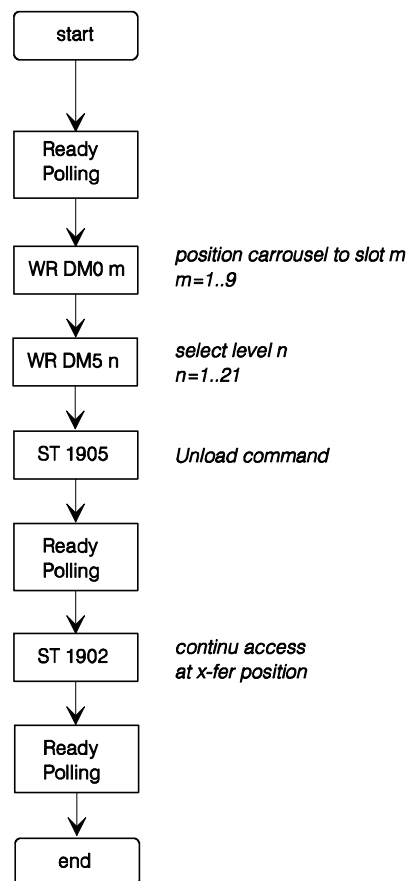 start
Ready
Polling
WR DM0 m
position carrousel to slot m
m=1..9
WR DM5 n
select level n
n=1..21
ST 1905
Unload command
Ready
Polling
ST 1902
continu access
at x-fer position
Ready
Polling
end